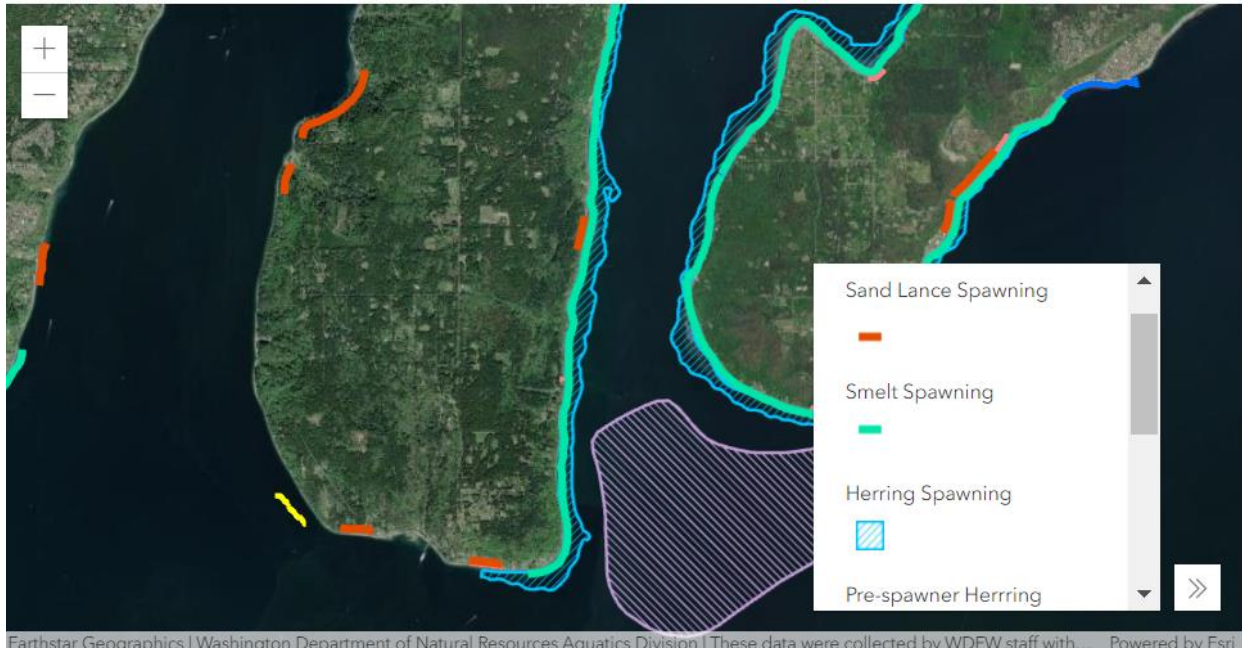 +
−
Sand Lance Spawning
Smelt Spawning
Herring Spawning
Pre-spawner Herrring
Earthstar Geographics | Washington Department of Natural Resources Aquatics Division | These data were collected by WDFW staff with... Powered by Esri